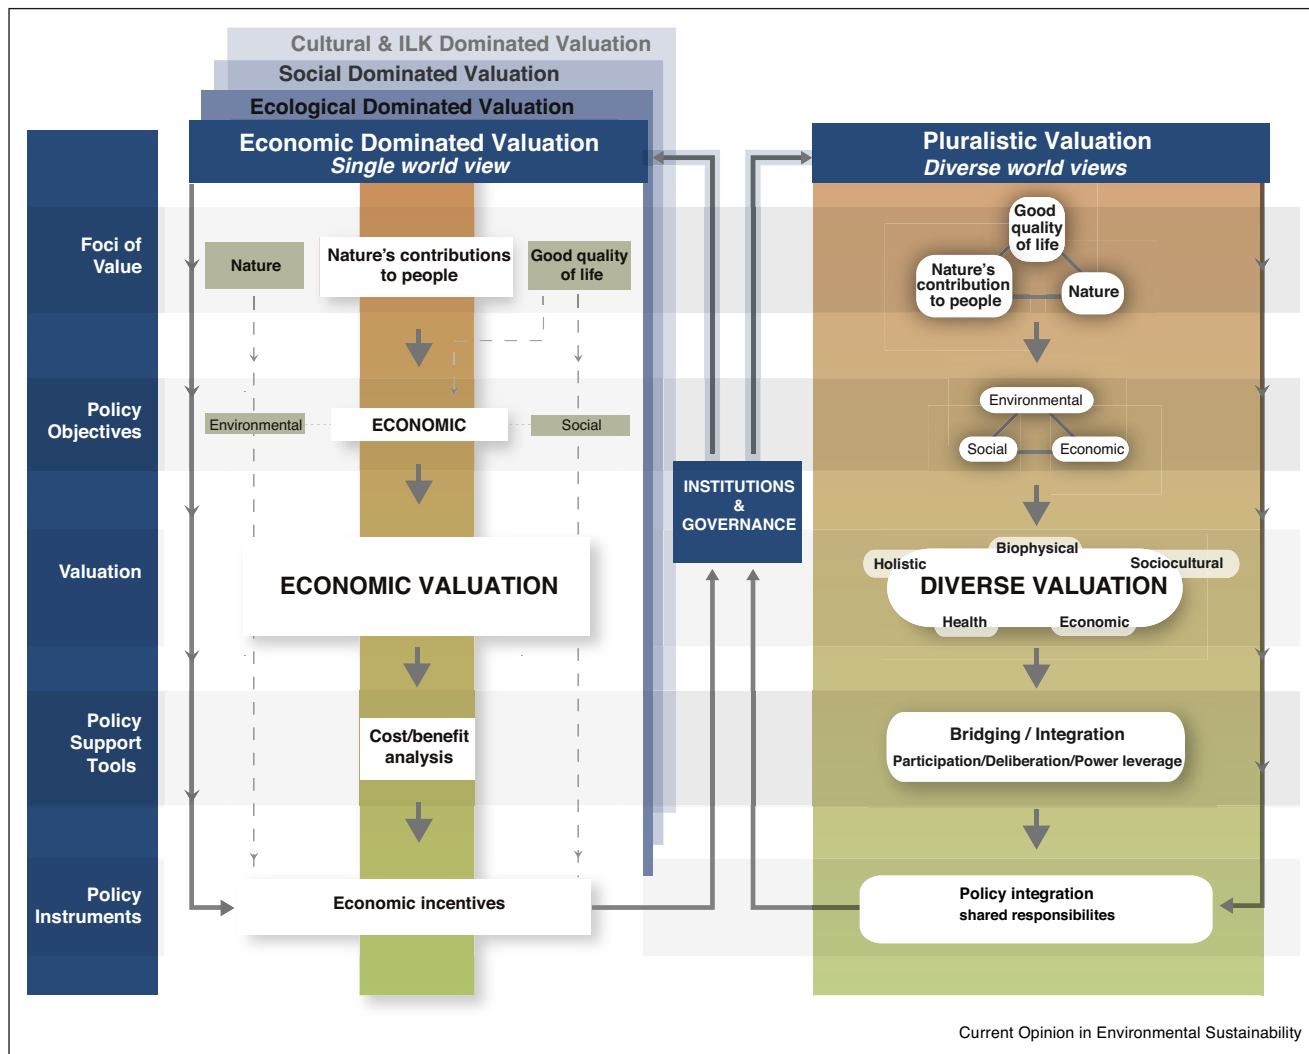 Cultural & ILK Dominated Valuation
Social Dominated Valuation
Ecological Dominated Valuation
Economic Dominated Valuation
Single world view
Pluralistic Valuation
Diverse world views
Foci of
Value
Nature
Nature's contributions
to people
Good quality
of life
Good
quality
of life
Nature's
contribution
to people
Nature
Policy
Objectives
Environmental
ECONOMIC
Social
Environmental
Social
Economic
INSTITUTIONS
&
GOVERNANCE
Valuation
ECONOMIC VALUATION
Holistic
Biophysical
Sociocultural
DIVERSE VALUATION
Health
Economic
Policy
Support
Tools
Cost/benefit
analysis
Bridging / Integration
Participation/Deliberation/Power leverage
Policy
Instruments
Economic incentives
Policy integration
shared responsibilites
Current Opinion in Environmental Sustainability